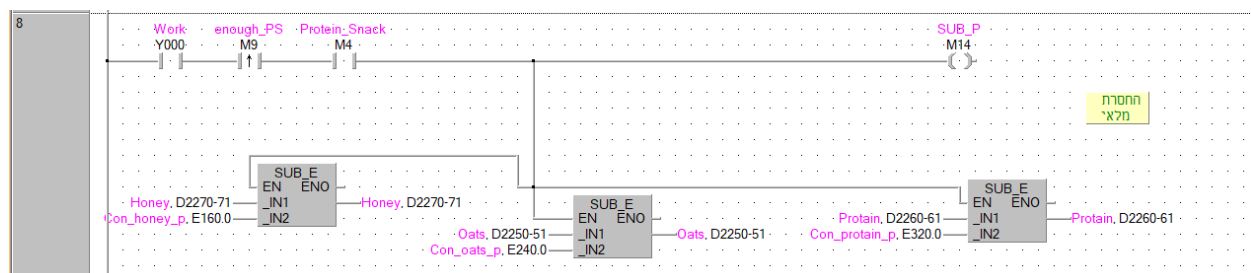 8
Work enough_PS Protein_Snack SUB_P
Y000 M9 M4 M14
החסרת
מלאי
SUB_E
EN ENO
Honey, D2270-71 _IN1 Honey, D2270-71
Con_honey_p, E160.0 _IN2
SUB_E
EN ENO
Oats, D2250-51 _IN1 Oats, D2250-51
Con_oats_p, E240.0 _IN2
SUB_E
EN ENO
Protain, D2260-61 _IN1 Protain, D2260-61
Con_protain_p, E320.0 _IN2